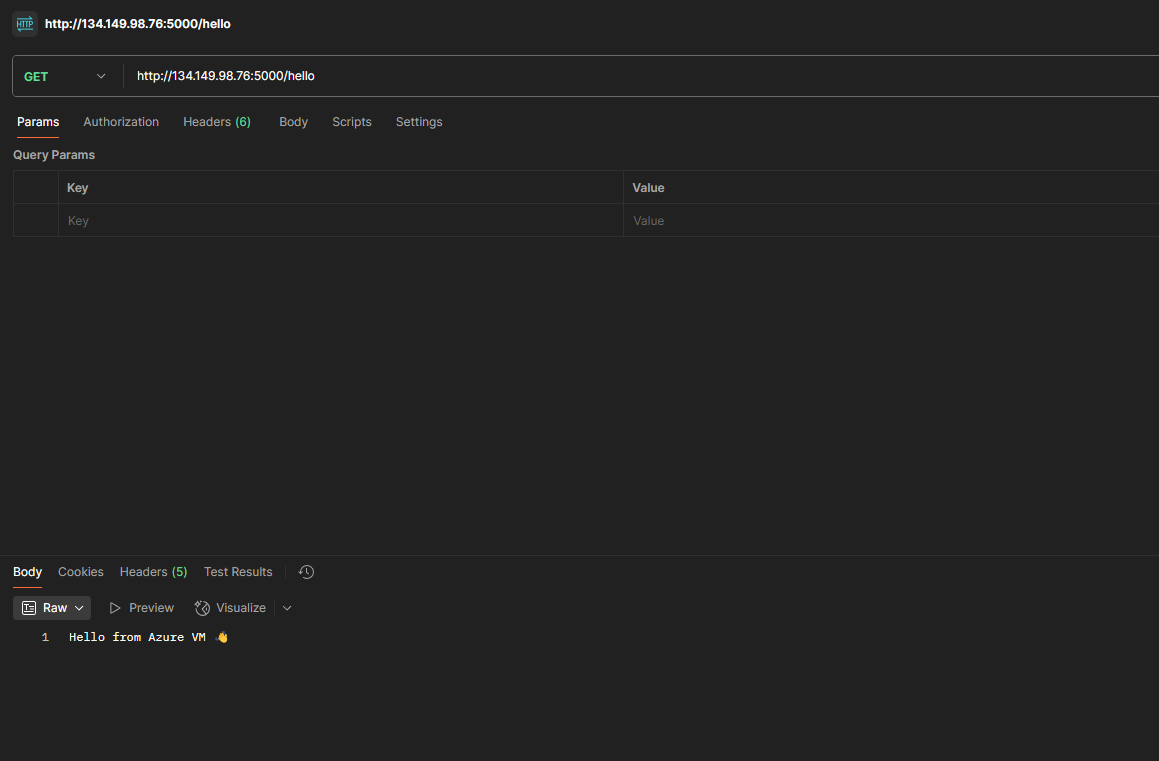 HTTP http://134.149.98.76:5000/hello
GET http://134.149.98.76:5000/hello
Params Authorization Headers (6) Body Scripts Settings
Query Params
Key Value
Key Value
Body Cookies Headers (5) Test Results
Raw Preview Visualize
1 Hello from Azure VM 👋